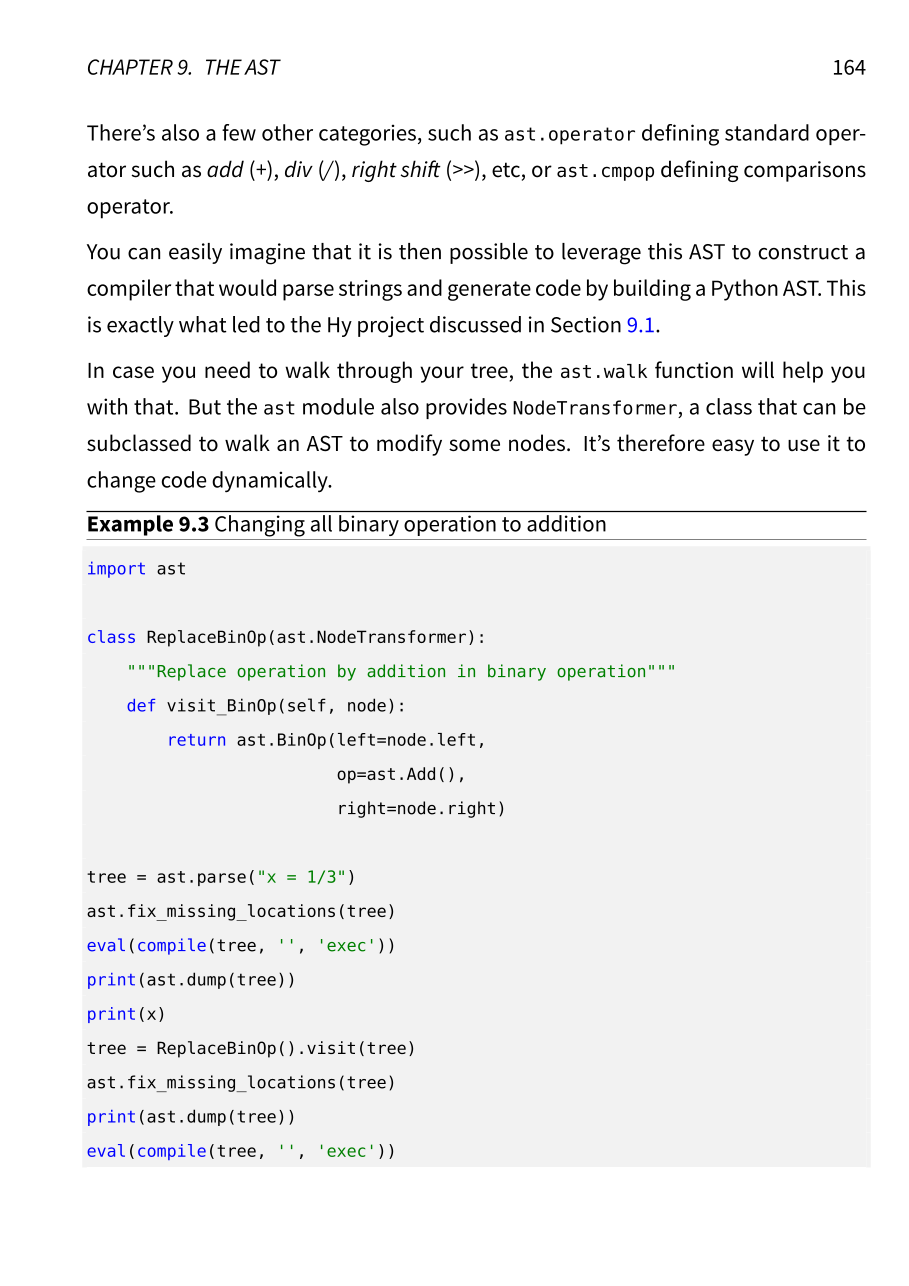 CHAPTER 9. THE AST 164
There's also a few other categories, such as ast.operator defining standard oper-
ator such as add (+), div (/), right shift (>>), etc, or ast.cmpop defining comparisons
operator.
You can easily imagine that it is then possible to leverage this AST to construct a
compiler that would parse strings and generate code by building a Python AST. This
is exactly what led to the Hy project discussed in Section 9.1.
In case you need to walk through your tree, the ast.walk function will help you
with that. But the ast module also provides NodeTransformer, a class that can be
subclassed to walk an AST to modify some nodes. It's therefore easy to use it to
change code dynamically.
Example 9.3 Changing all binary operation to addition
import ast
class ReplaceBinOp(ast.NodeTransformer):
    """Replace operation by addition in binary operation"""
    def visit_BinOp(self, node):
        return ast.BinOp(left=node.left,
                         op=ast.Add(),
                         right=node.right)
tree = ast.parse("x = 1/3")
ast.fix_missing_locations(tree)
eval(compile(tree, '', 'exec'))
print(ast.dump(tree))
print(x)
tree = ReplaceBinOp().visit(tree)
ast.fix_missing_locations(tree)
print(ast.dump(tree))
eval(compile(tree, '', 'exec'))